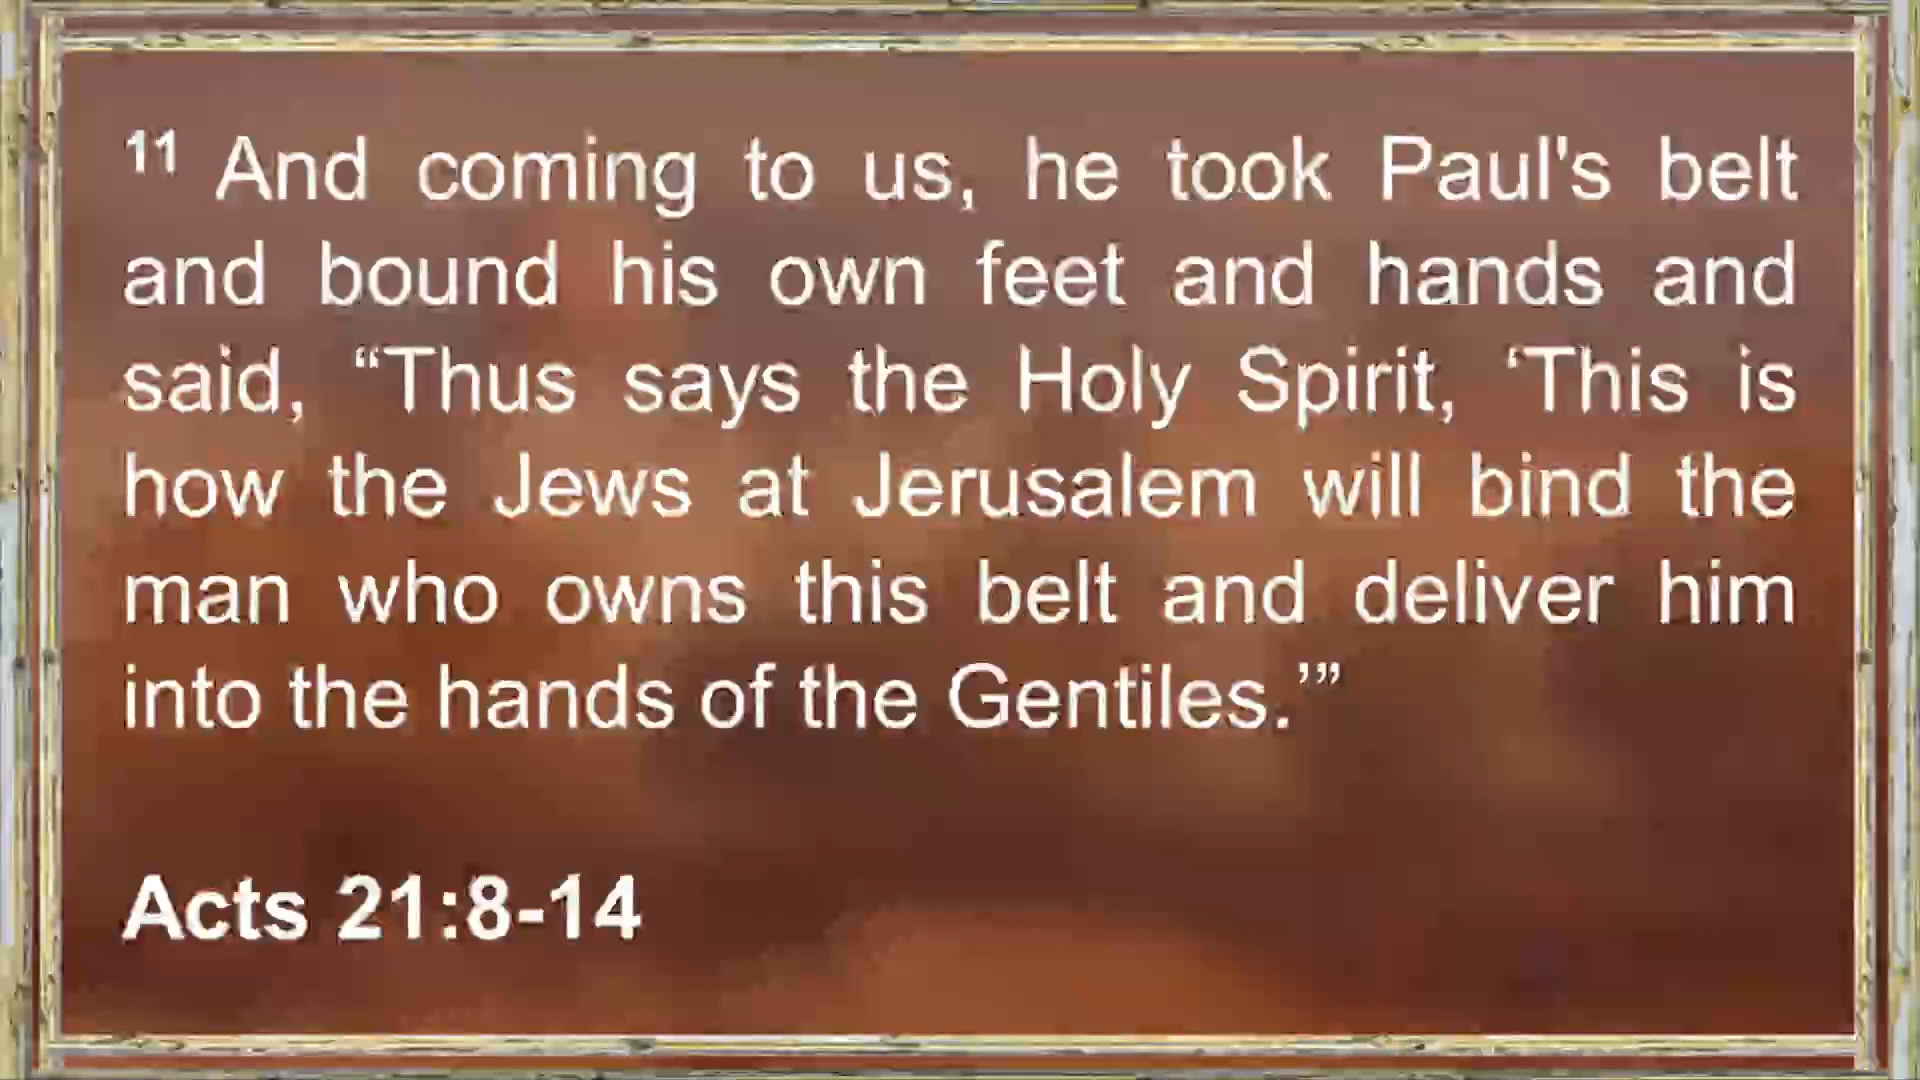 11 And coming to us, he took Paul's belt
and bound his own feet and hands and
said, “Thus says the Holy Spirit, ‘This is
how the Jews at Jerusalem will bind the
man who owns this belt and deliver him
into the hands of the Gentiles.’”
Acts 21:8-14